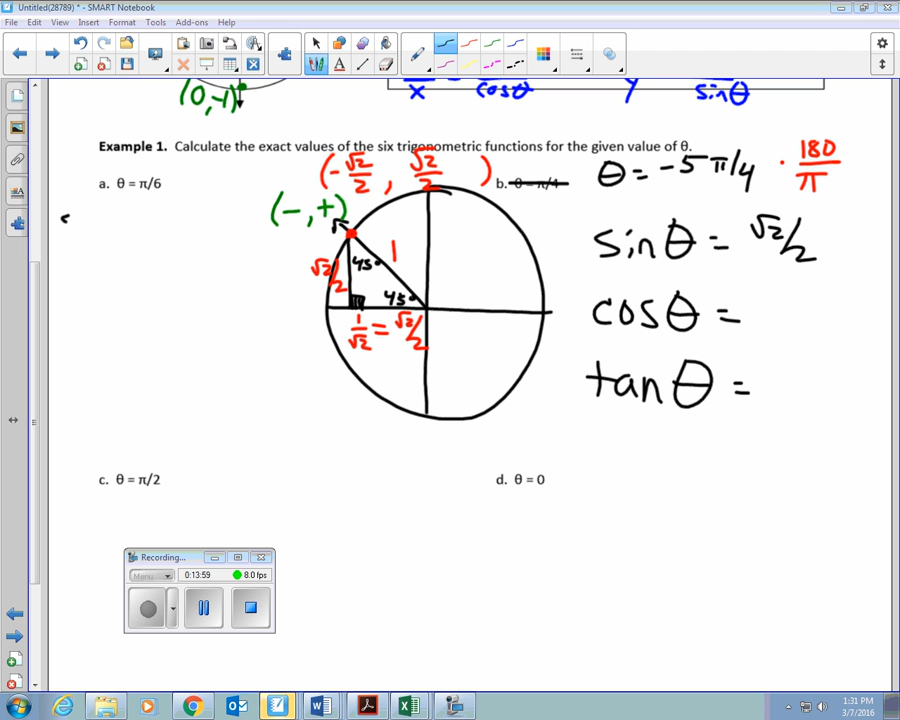 Untitled(28789) * - SMART Notebook
File Edit View Insert Format Tools Add-ons Help
(0,-1)
x cosθ y sinθ
Example 1. Calculate the exact values of the six trigonometric functions for the given value of θ.
a. θ = π/6
(-√2/2, √2/2)
b. θ = π/4
θ = -5π/4 · 180/π
(-, +)
sinθ = √2/2
1
45°
√2/2
45°
1/√2 = √2/2
cosθ =
tanθ =
c. θ = π/2
d. θ = 0
Recording...
Menu
0:13:59
8.0 fps
1:31 PM
3/7/2016